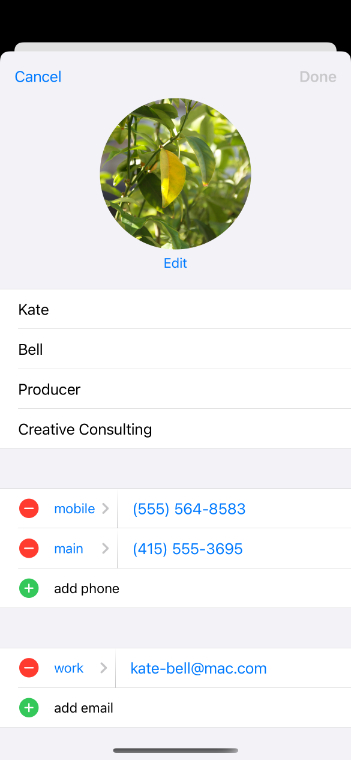 Cancel Done
Edit
Kate
Bell
Producer
Creative Consulting
mobile (555) 564-8583
main (415) 555-3695
add phone
work kate-bell@mac.com
add email